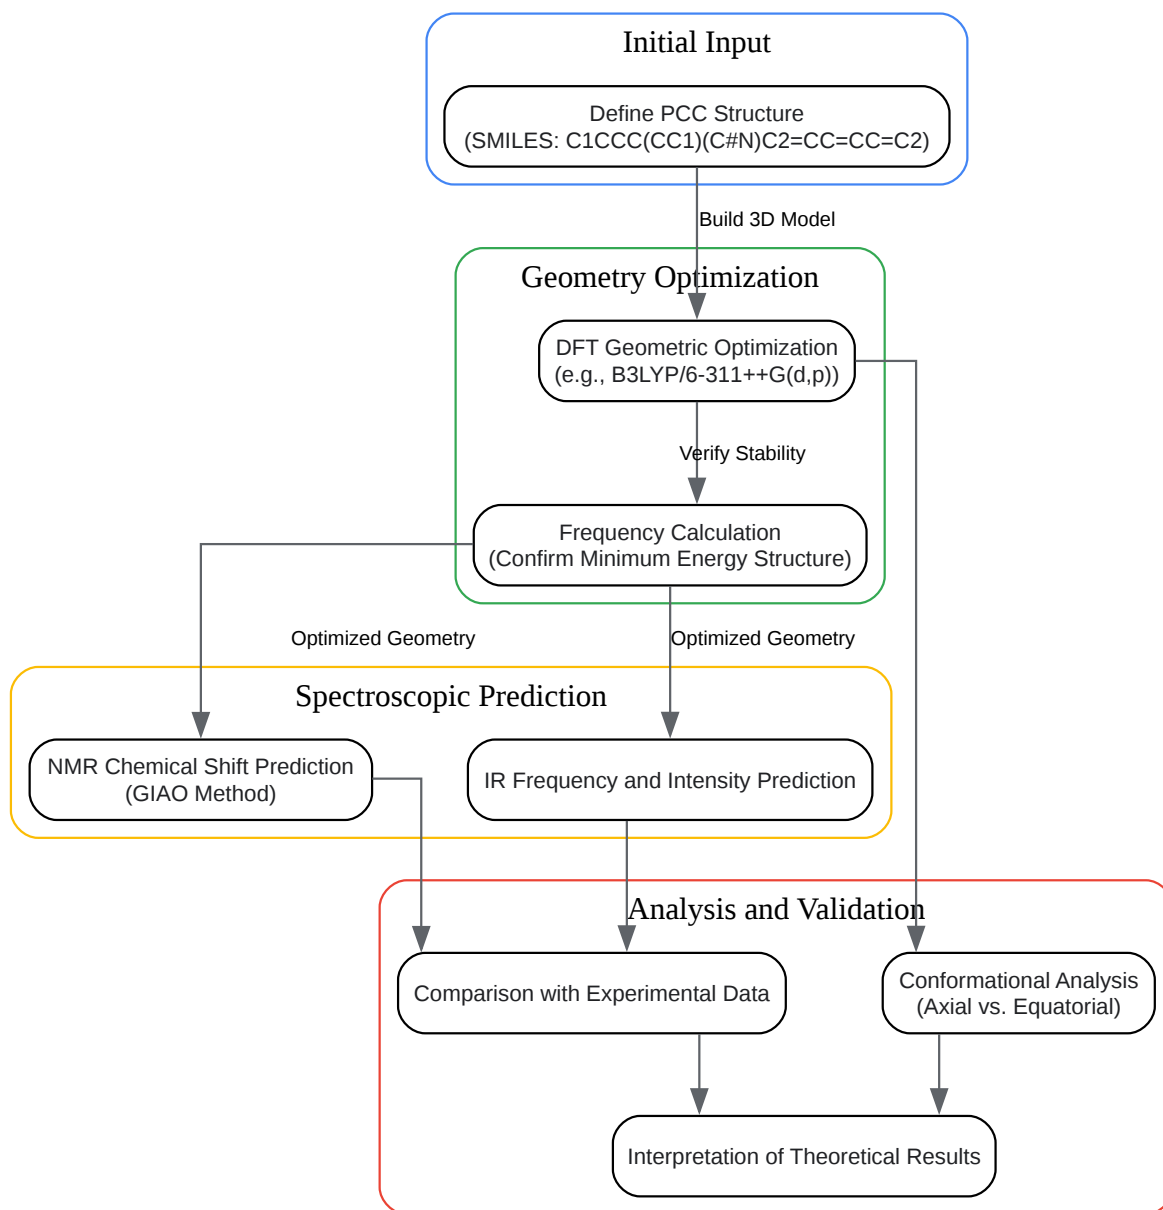 Initial Input
Define PCC Structure
(SMILES: C1CCC(CC1)(C#N)C2=CC=CC=C2)
Build 3D Model
Geometry Optimization
DFT Geometric Optimization
(e.g., B3LYP/6-311++G(d,p))
Verify Stability
Frequency Calculation
(Confirm Minimum Energy Structure)
Optimized Geometry
Optimized Geometry
Spectroscopic Prediction
NMR Chemical Shift Prediction
(GIAO Method)
IR Frequency and Intensity Prediction
Analysis and Validation
Comparison with Experimental Data
Conformational Analysis
(Axial vs. Equatorial)
Interpretation of Theoretical Results